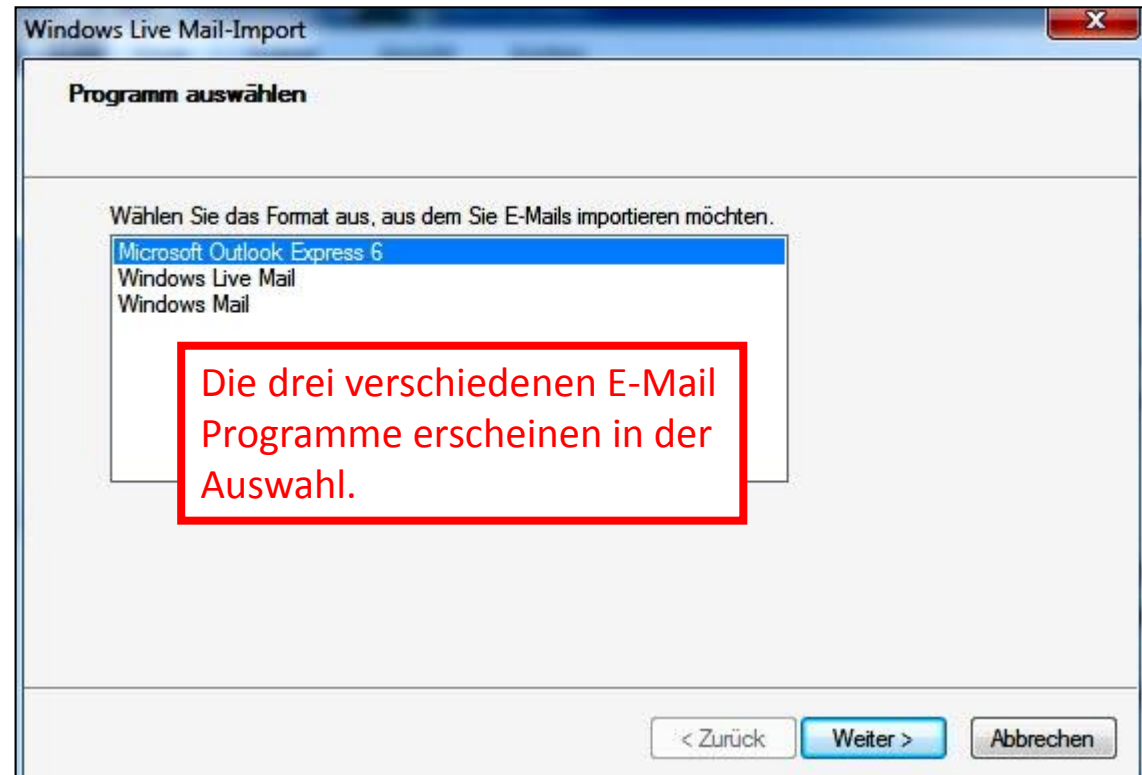 Windows Live Mail-Import
X
Programm auswählen
Wählen Sie das Format aus, aus dem Sie E-Mails importieren möchten.
Microsoft Outlook Express 6
Windows Live Mail
Windows Mail
Die drei verschiedenen E-Mail
Programme erscheinen in der
Auswahl.
< Zurück
Weiter >
Abbrechen